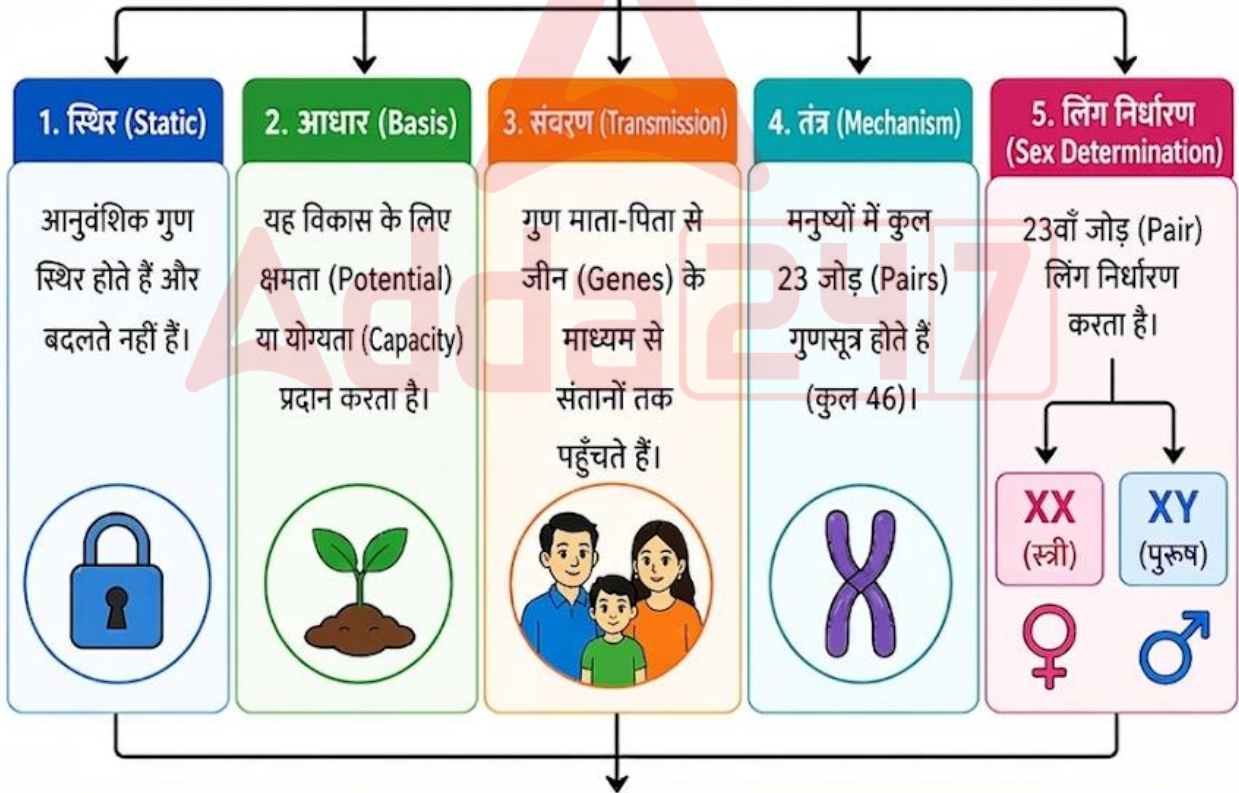 1. स्थिर (Static)
आनुवंशिक गुण
स्थिर होते हैं और
बदलते नहीं हैं।
2. आधार (Basis)
यह विकास के लिए
क्षमता (Potential)
या योग्यता (Capacity)
प्रदान करता है।
3. संवरण (Transmission)
गुण माता-पिता से
जीन (Genes) के
माध्यम से
संतानों तक
पहुँचते हैं।
4. तंत्र (Mechanism)
मनुष्यों में कुल
23 जोड़ (Pairs)
गुणसूत्र होते हैं
(कुल 46)।
5. लिंग निर्धारण
(Sex Determination)
23वाँ जोड़ (Pair)
लिंग निर्धारण
करता है।
XX
(स्त्री)
XY
(पुरूष)
Adda247